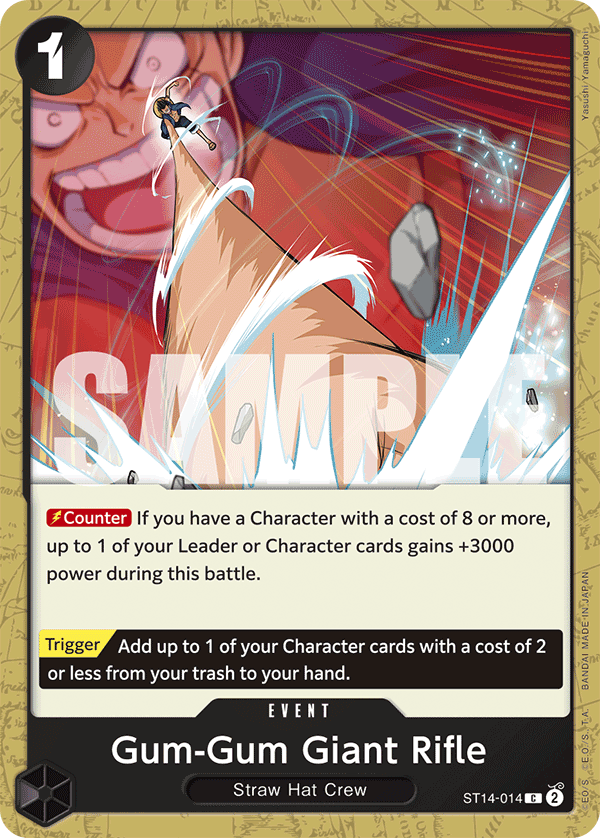 1
Yasushi Yamaguchi
SAMPLE
Counter If you have a Character with a cost of 8 or more,
up to 1 of your Leader or Character cards gains +3000
power during this battle.
Trigger Add up to 1 of your Character cards with a cost of 2
or less from your trash to your hand.
EVENT
Gum-Gum Giant Rifle
Straw Hat Crew
ST14-014 C 2
©E.O./S. ©E.O./S.,T.A. BANDAI MADE IN JAPAN